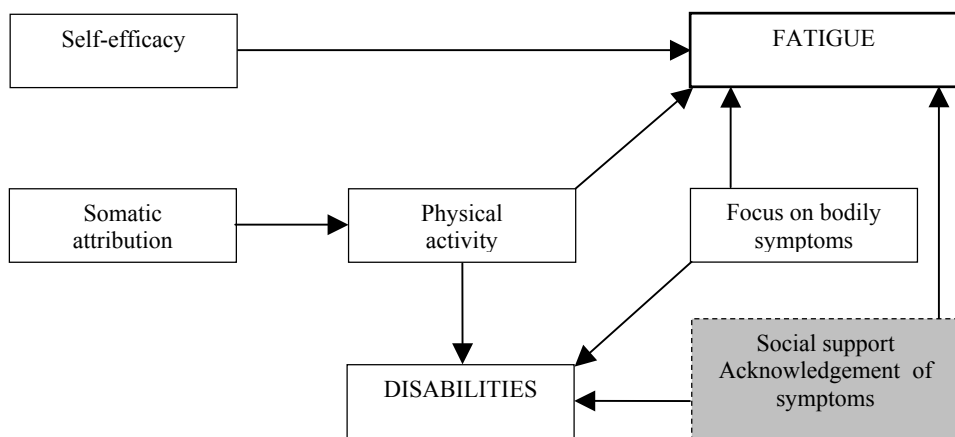 Self-efficacy
FATIGUE
Somatic
attribution
Physical
activity
Focus on bodily
symptoms
DISABILITIES
Social support
Acknowledgement of
symptoms